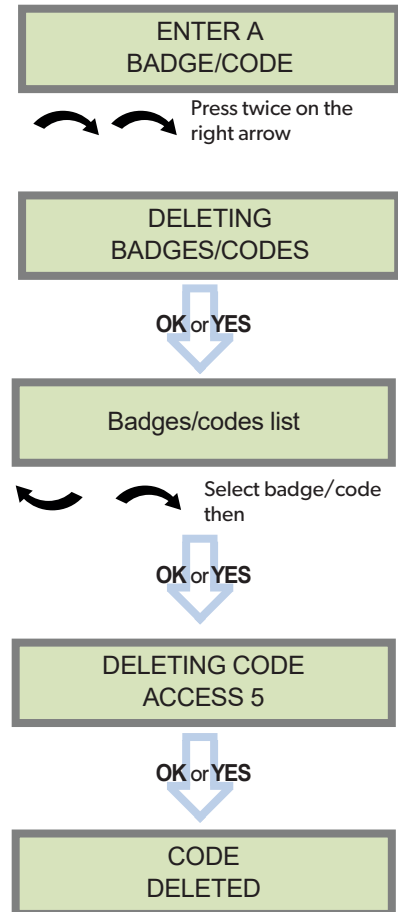 ENTER A
BADGE/CODE
Press twice on the
right arrow
DELETING
BADGES/CODES
OK or YES
Badges/codes list
Select badge/code
then
OK or YES
DELETING CODE
ACCESS 5
OK or YES
CODE
DELETED